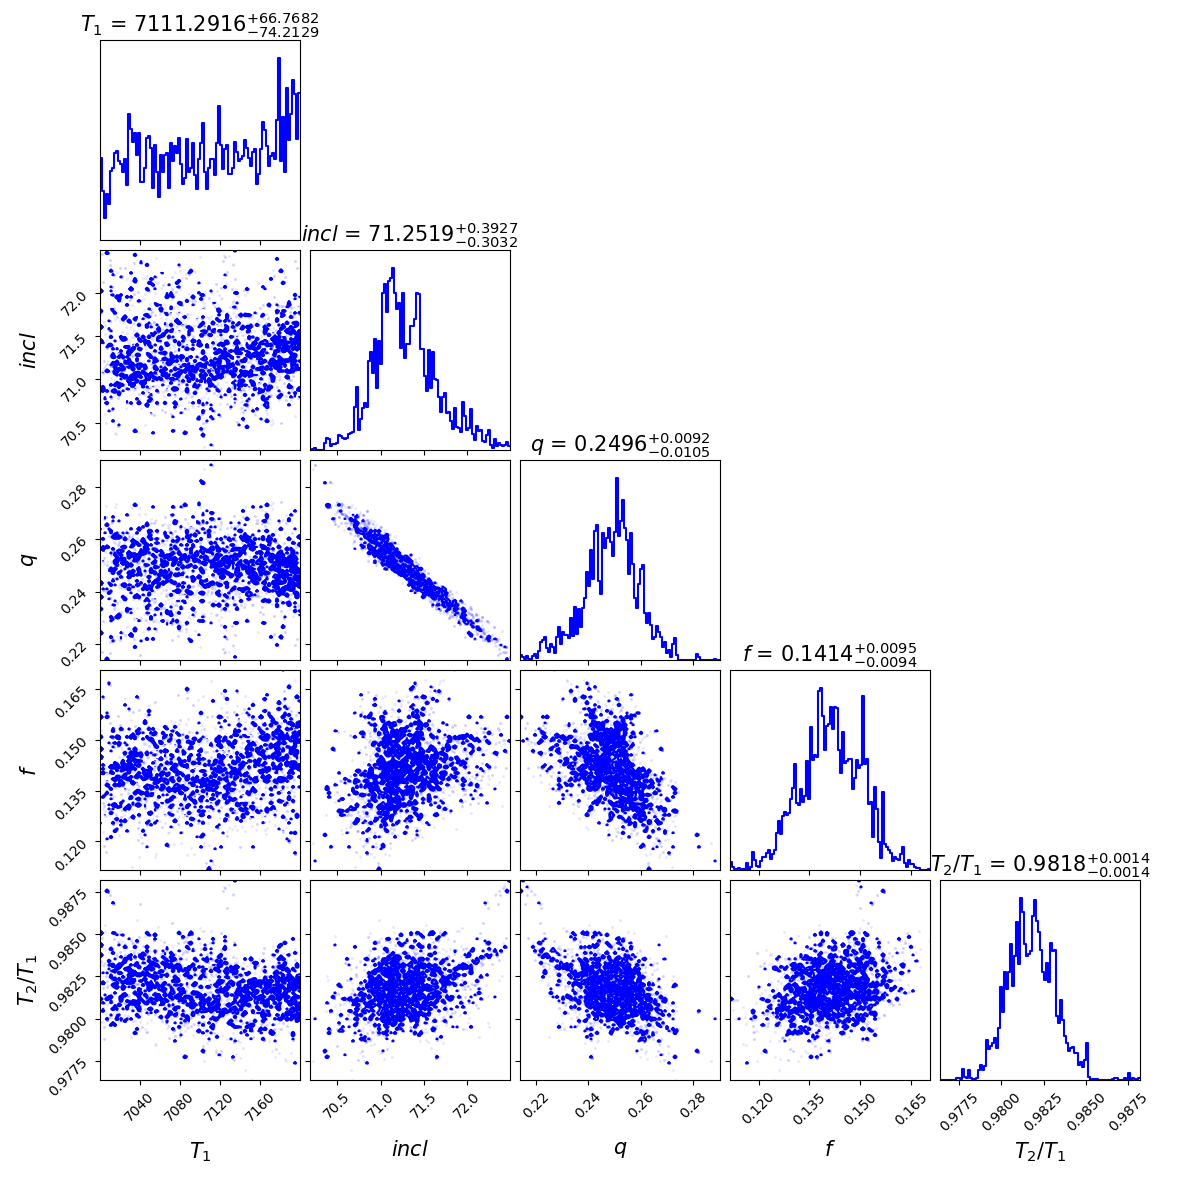 T₁ = 7111.2916 +66.7682 −74.2129
incl = 71.2519 +0.3927 −0.3032
incl
72.0
71.5
71.0
70.5
q = 0.2496 +0.0092 −0.0105
q
0.28
0.26
0.24
0.22
f = 0.1414 +0.0095 −0.0094
f
0.165
0.150
0.135
0.120
T₂/T₁ = 0.9818 +0.0014 −0.0014
T₂/T₁
0.9875
0.9850
0.9825
0.9800
0.9775
7040 7080 7120 7160 70.5 71.0 71.5 72.0 0.22 0.24 0.26 0.28 0.120 0.135 0.150 0.165 0.9775 0.9800 0.9825 0.9850 0.9875
T₁ incl q f T₂/T₁